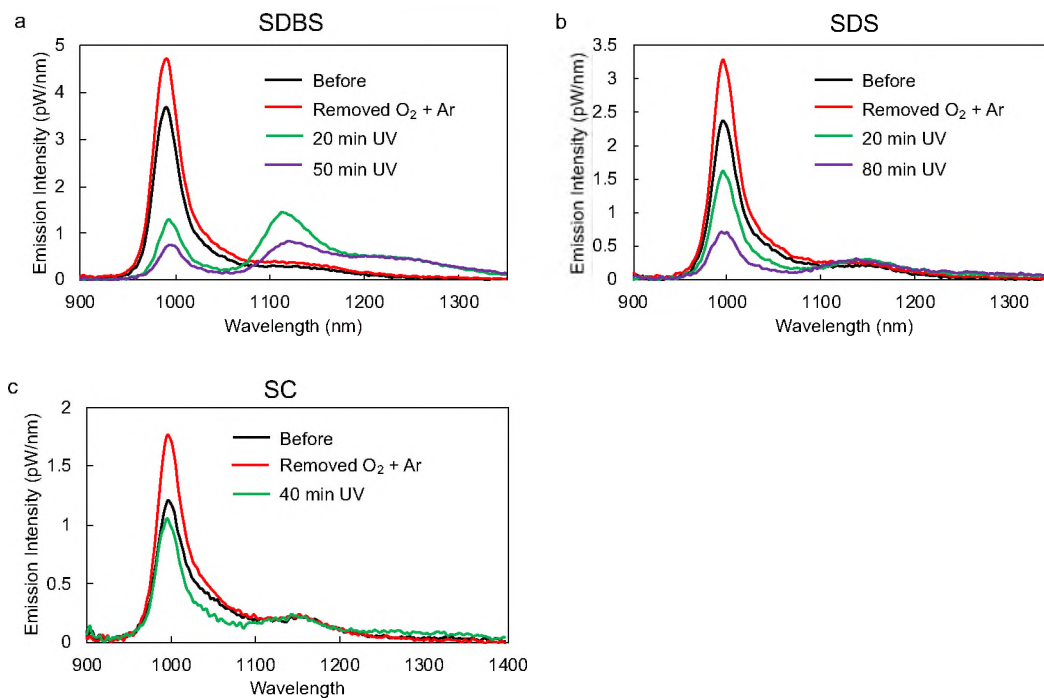 a
SDBS
Emission Intensity (pW/nm)
5
4
3
2
1
0
Before
Removed O₂ + Ar
20 min UV
50 min UV
900 1000 1100 1200 1300
Wavelength (nm)
b
SDS
Emission Intensity (pW/nm)
3.5
3
2.5
2
1.5
1
0.5
0
Before
Removed O₂ + Ar
20 min UV
80 min UV
900 1000 1100 1200 1300
Wavelength (nm)
c
SC
Emission Intensity (pW/nm)
2
1.5
1
0.5
0
Before
Removed O₂ + Ar
40 min UV
900 1000 1100 1200 1300 1400
Wavelength